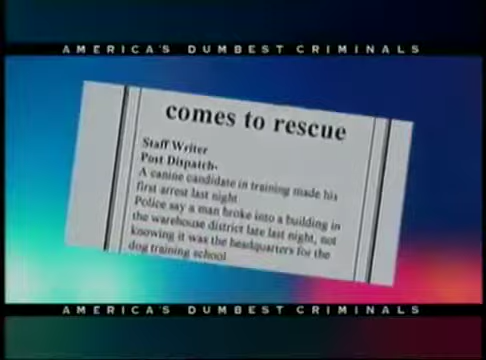 AMERICA'S DUMBEST CRIMINALS
comes to rescue
Staff Writer
Post Dispatch-
A canine candidate in training made his
first arrest last night
Police say a man broke into a building in
the warehouse district late last night, not
knowing it was the headquarters for the
dog training school
AMERICA'S DUMBEST CRIMINALS